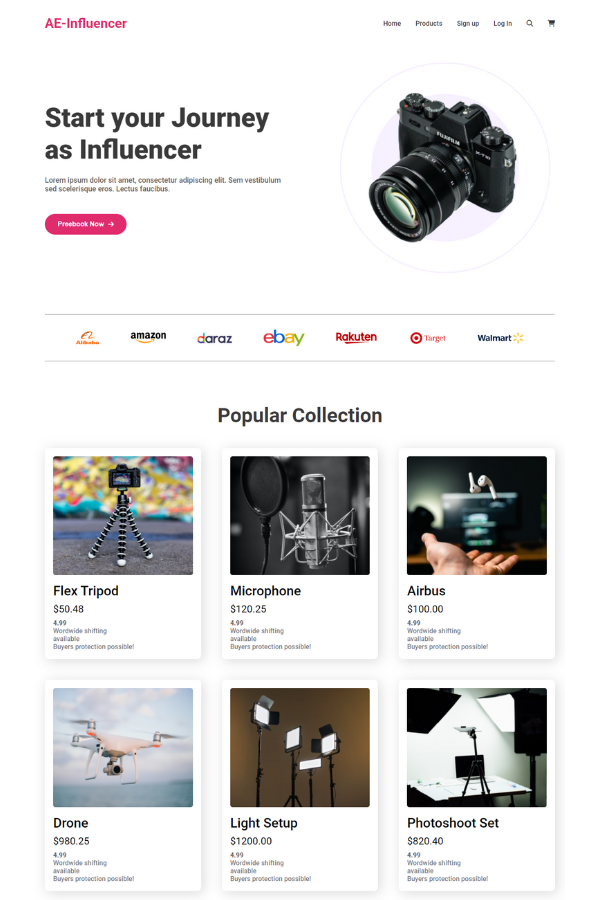 AE-Influencer
Home Products Sign up Log In
Start your Journey
as Influencer
Lorem ipsum dolor sit amet, consectetur adipiscing elit. Sem vestibulum
sed scelerisque eros. Lectus faucibus.
Preebook Now
FUJIFILM
X-T10
Alibaba amazon daraz ebay Rakuten Target Walmart
Popular Collection
Flex Tripod
$50.48
4.99
Wordwide shifting
available
Buyers protection possible!
Microphone
$120.25
4.99
Wordwide shifting
available
Buyers protection possible!
Airbus
$100.00
4.99
Wordwide shifting
available
Buyers protection possible!
Drone
$980.25
4.99
Wordwide shifting
available
Buyers protection possible!
Light Setup
$1200.00
4.99
Wordwide shifting
available
Buyers protection possible!
Photoshoot Set
$820.40
4.99
Wordwide shifting
available
Buyers protection possible!